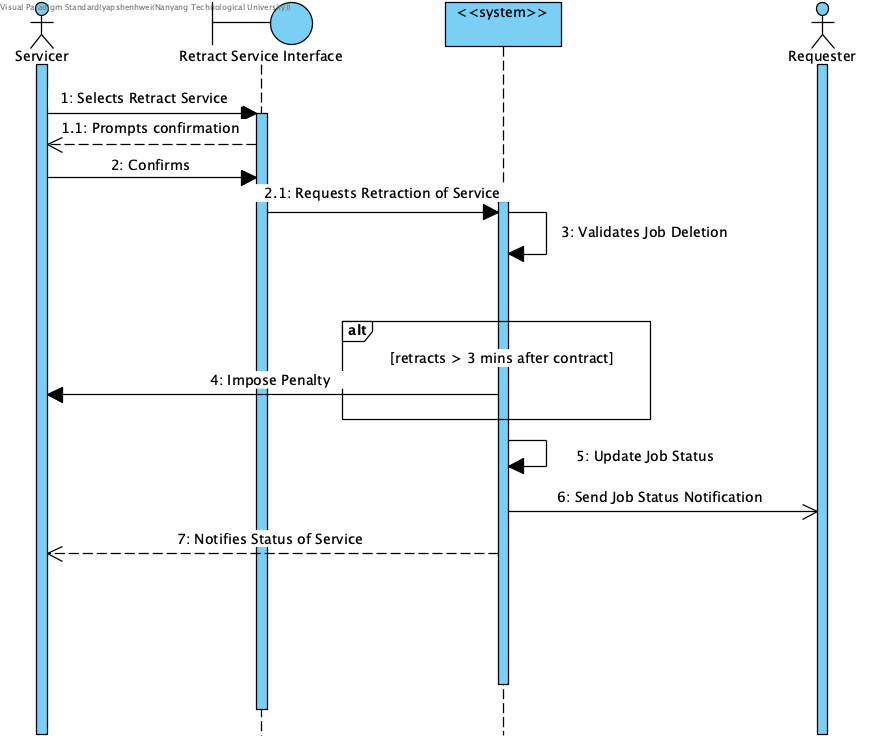 Visual Paradigm Standard(yapshenhwei(Nanyang Technological University))
<<system>>
Servicer
Retract Service Interface
Requester
1: Selects Retract Service
1.1: Prompts confirmation
2: Confirms
2.1: Requests Retraction of Service
3: Validates Job Deletion
alt
[retracts > 3 mins after contract]
4: Impose Penalty
5: Update Job Status
6: Send Job Status Notification
7: Notifies Status of Service